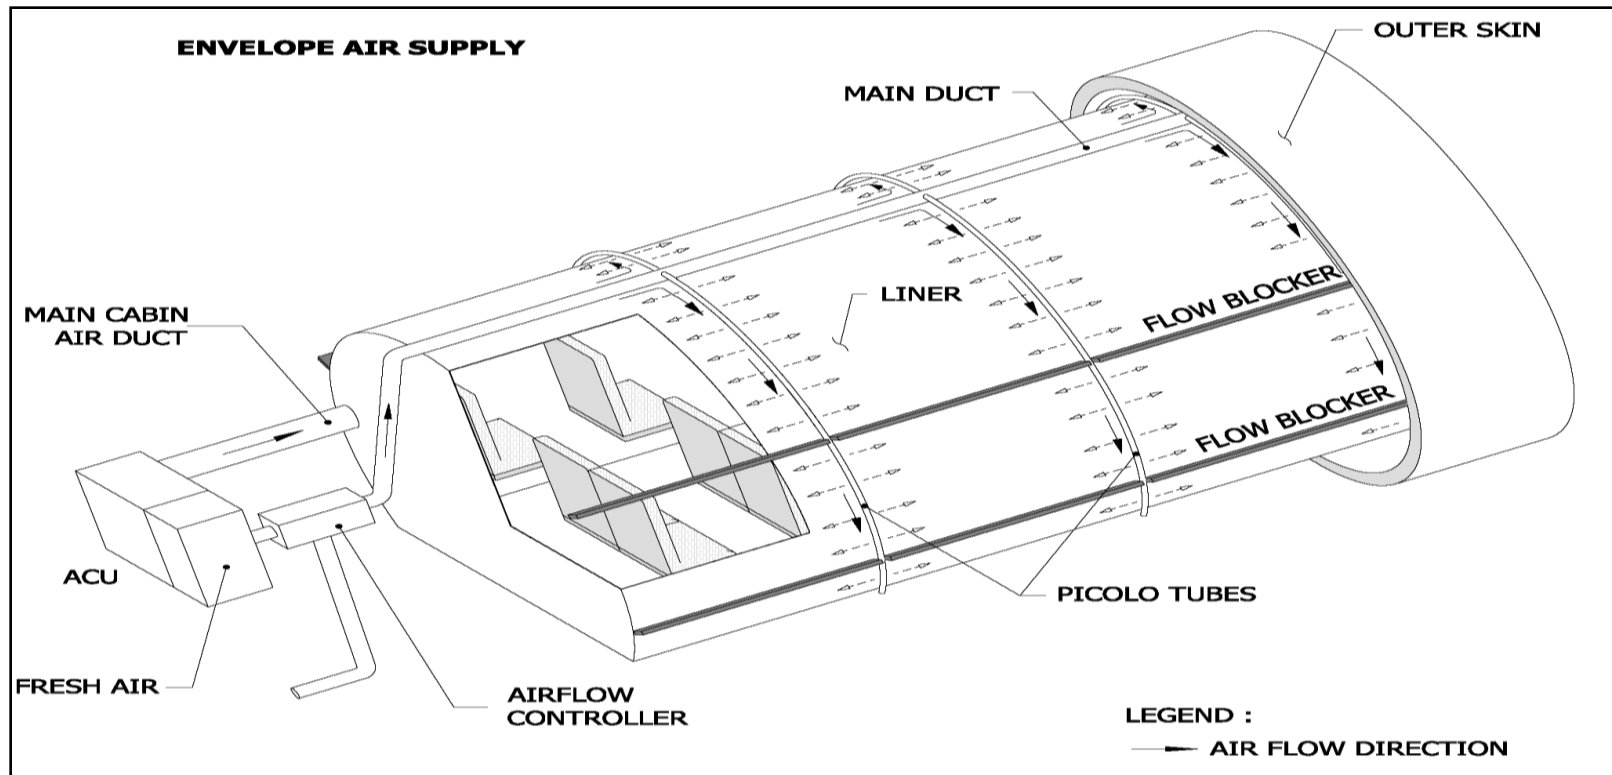 ENVELOPE AIR SUPPLY
OUTER SKIN
MAIN DUCT
LINER
FLOW BLOCKER
MAIN CABIN
AIR DUCT
FLOW BLOCKER
ACU
PICOLO TUBES
FRESH AIR
AIRFLOW
CONTROLLER
LEGEND :
AIR FLOW DIRECTION